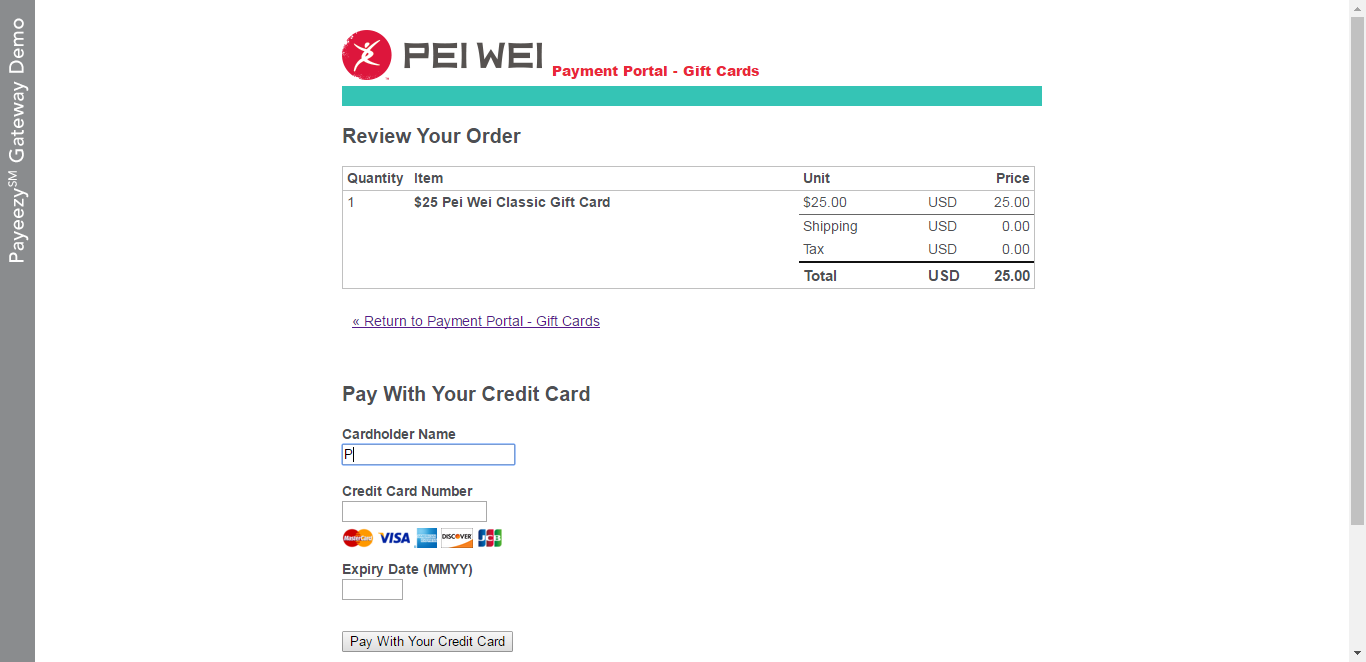 Payeezy℠ Gateway Demo
PEI WEI
Payment Portal - Gift Cards
Review Your Order
Quantity Item Unit Price
1 $25 Pei Wei Classic Gift Card $25.00 USD 25.00
Shipping USD 0.00
Tax USD 0.00
Total USD 25.00
« Return to Payment Portal - Gift Cards
Pay With Your Credit Card
Cardholder Name
P
Credit Card Number
MasterCard VISA DISCOVER JCB
Expiry Date (MMYY)
Pay With Your Credit Card